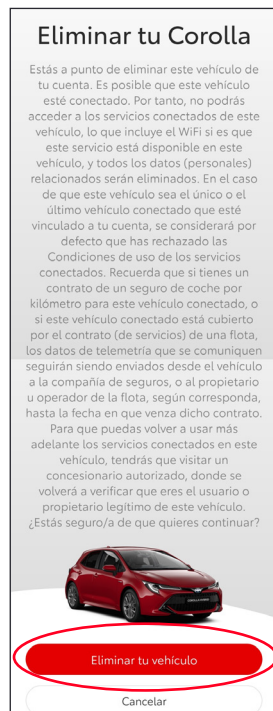 Eliminar tu Corolla
Estás a punto de eliminar este vehículo de
tu cuenta. Es posible que este vehículo
esté conectado. Por tanto, no podrás
acceder a los servicios conectados de este
vehículo, lo que incluye el WiFi si es que
este servicio está disponible en este
vehículo, y todos los datos (personales)
relacionados serán eliminados. En el caso
de que este vehículo sea el único o el
último vehículo conectado que esté
vinculado a tu cuenta, se considerará por
defecto que has rechazado las
Condiciones de uso de los servicios
conectados. Recuerda que si tienes un
contrato de un seguro de coche por
kilómetro para este vehículo conectado, o
si este vehículo conectado está cubierto
por el contrato (de servicios) de una flota,
los datos de telemetría que se comuniquen
seguirán siendo enviados desde el vehículo
a la compañía de seguros, o al propietario
u operador de la flota, según corresponda,
hasta la fecha en que venza dicho contrato.
Para que puedas volver a usar más
adelante los servicios conectados en este
vehículo, tendrás que visitar un
concesionario autorizado, donde se
volverá a verificar que eres el usuario o
propietario legítimo de este vehículo.
¿Estás seguro/a de que quieres continuar?
Eliminar tu vehículo
Cancelar